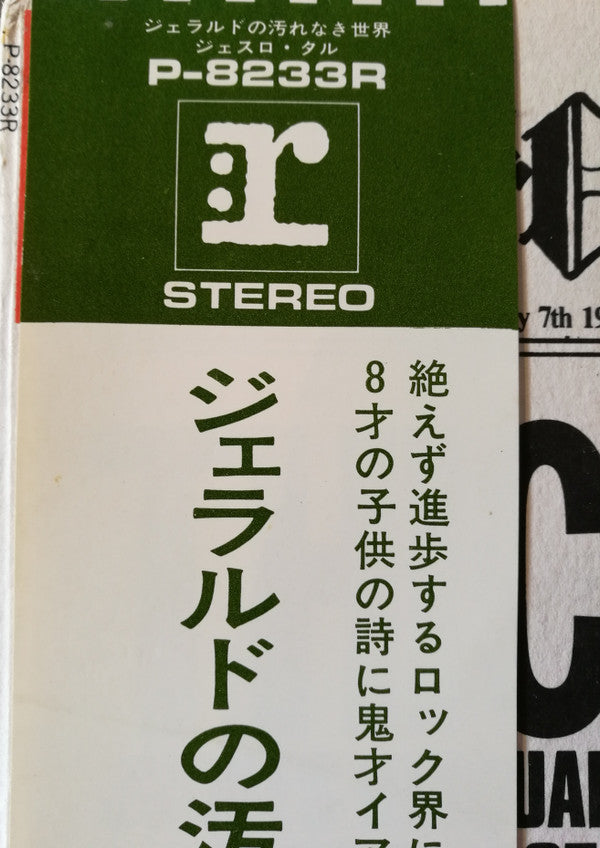 P-8233R
ジェラルドの汚れなき世界
ジェスロ・タル
P-8233R
r
STEREO
絶えず進歩するロック界に
8才の子供の詩に鬼才イア
ジェラルドの汚
y 7th 19
C
UA